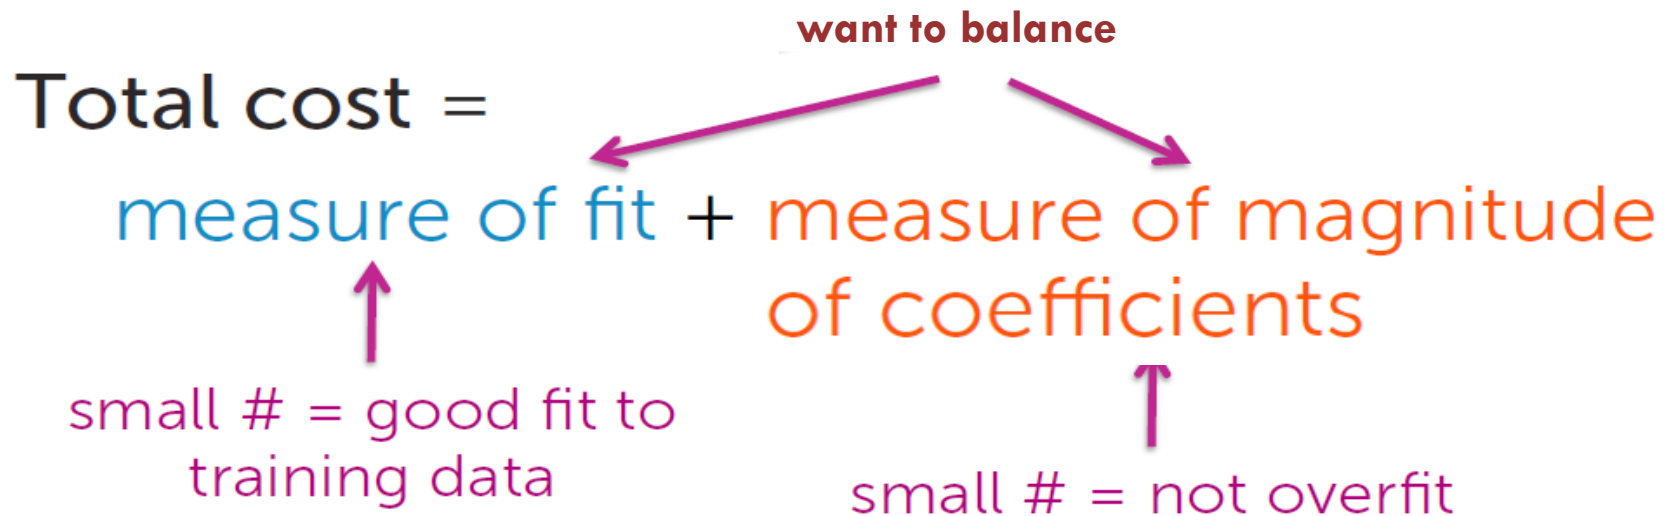 want to balance
Total cost =
measure of fit + measure of magnitude
of coefficients
small # = good fit to
training data
small # = not overfit